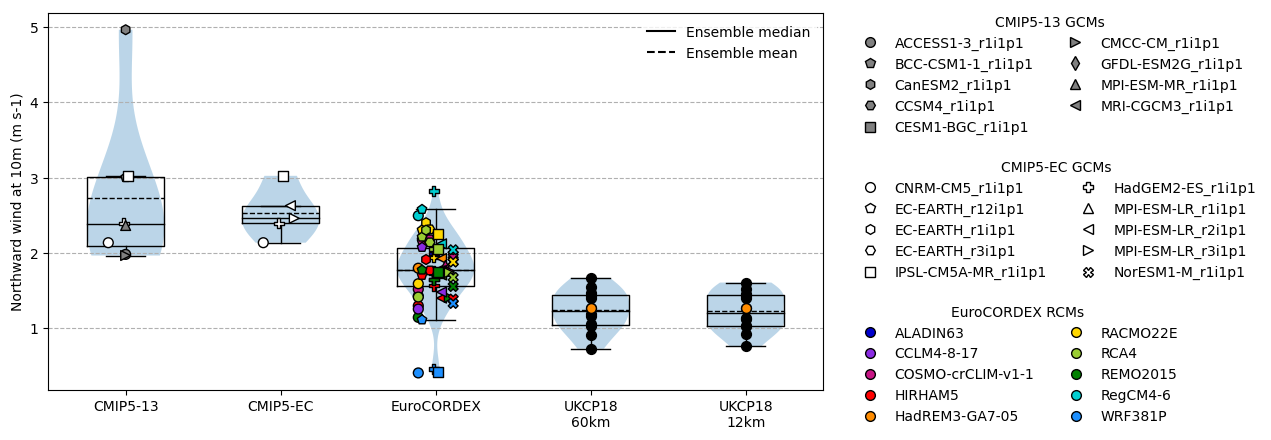 Northward wind at 10m (m s-1)
5
4
3
2
1
Ensemble median
Ensemble mean
CMIP5-13
CMIP5-EC
EuroCORDEX
UKCP18
60km
UKCP18
12km
CMIP5-13 GCMs
ACCESS1-3_r1i1p1
BCC-CSM1-1_r1i1p1
CanESM2_r1i1p1
CCSM4_r1i1p1
CESM1-BGC_r1i1p1
CMCC-CM_r1i1p1
GFDL-ESM2G_r1i1p1
MPI-ESM-MR_r1i1p1
MRI-CGCM3_r1i1p1
CMIP5-EC GCMs
CNRM-CM5_r1i1p1
EC-EARTH_r12i1p1
EC-EARTH_r1i1p1
EC-EARTH_r3i1p1
IPSL-CM5A-MR_r1i1p1
HadGEM2-ES_r1i1p1
MPI-ESM-LR_r1i1p1
MPI-ESM-LR_r2i1p1
MPI-ESM-LR_r3i1p1
NorESM1-M_r1i1p1
EuroCORDEX RCMs
ALADIN63
CCLM4-8-17
COSMO-crCLIM-v1-1
HIRHAM5
HadREM3-GA7-05
RACMO22E
RCA4
REMO2015
RegCM4-6
WRF381P